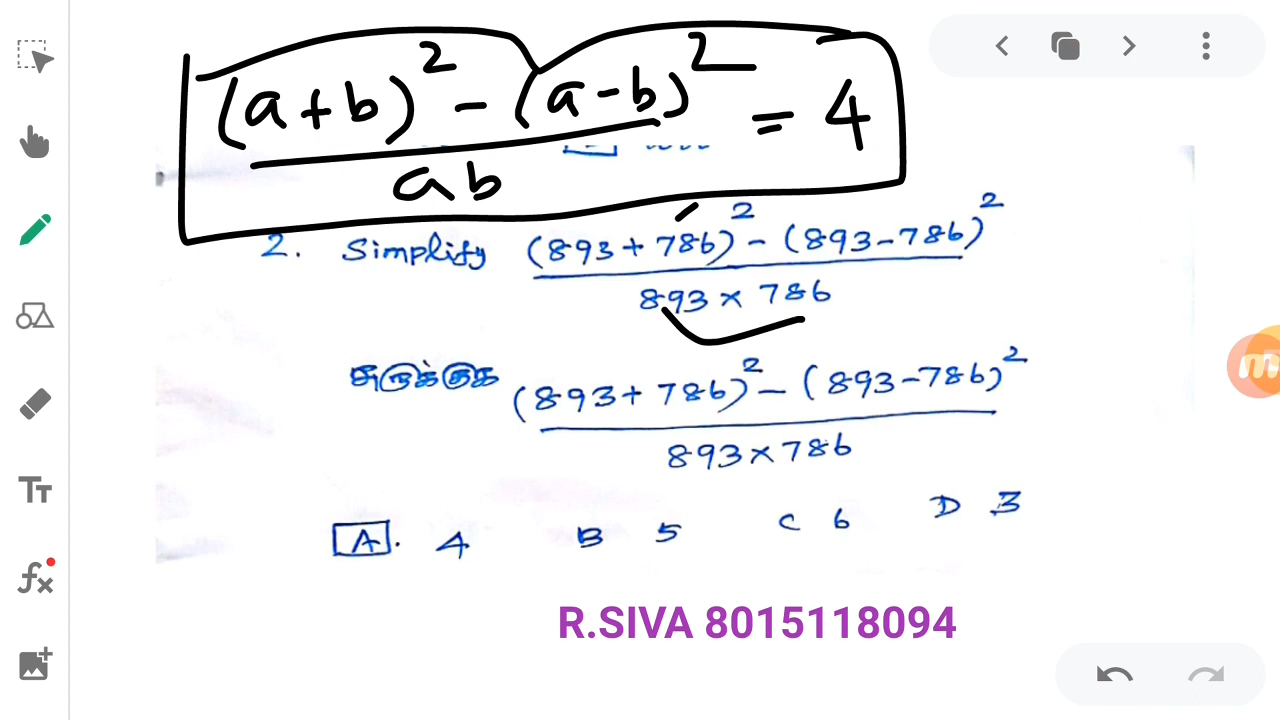 (a+b)² - (a-b)² = 4
ab
2. Simplify (893 + 786)² - (893-786)²
893 x 786
சுருக்குக (893+ 786)² - (893-786)²
893 x 786
A. 4 B 5 C 6 D 3
R.SIVA 8015118094